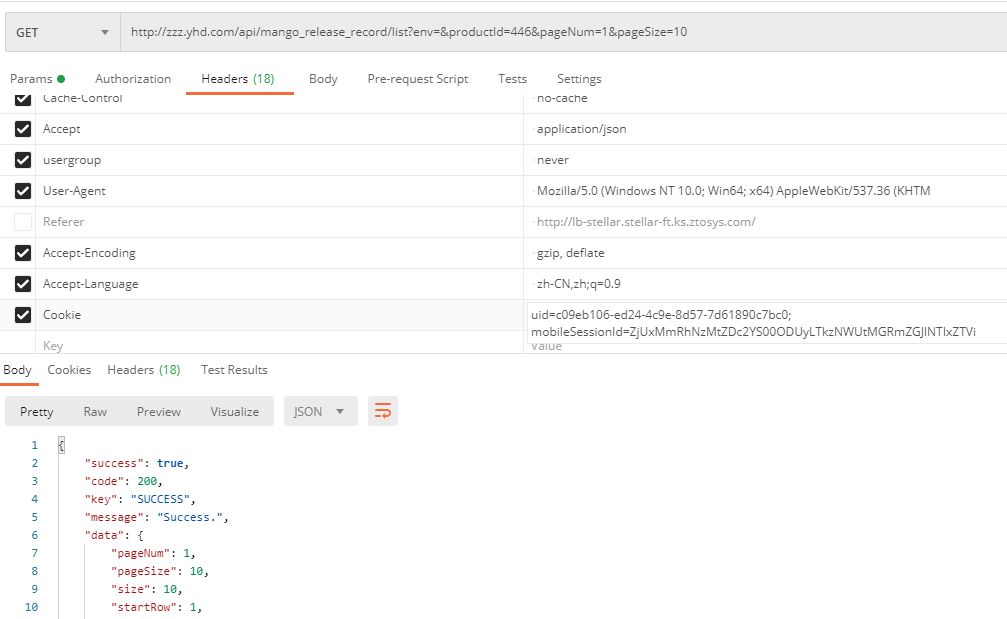 GET http://zzz.yhd.com/api/mango_release_record/list?env=&productId=446&pageNum=1&pageSize=10
Params Authorization Headers (18) Body Pre-request Script Tests Settings
Cache-Control no-cache
Accept application/json
usergroup never
User-Agent Mozilla/5.0 (Windows NT 10.0; Win64; x64) AppleWebKit/537.36 (KHTM
Referer http://lb-stellar.stellar-ft.ks.ztosys.com/
Accept-Encoding gzip, deflate
Accept-Language zh-CN,zh;q=0.9
Cookie uid=c09eb106-ed24-4c9e-8d57-7d61890c7bc0;
mobileSessionId=ZjUxMmRhNzMtZDc2YS00ODUyLTkzNWUtMGRmZGJlNTIxZTVi
Key Value
Body Cookies Headers (18) Test Results
Pretty Raw Preview Visualize JSON
1 {
2 "success": true,
3 "code": 200,
4 "key": "SUCCESS",
5 "message": "Success.",
6 "data": {
7 "pageNum": 1,
8 "pageSize": 10,
9 "size": 10,
10 "startRow": 1,